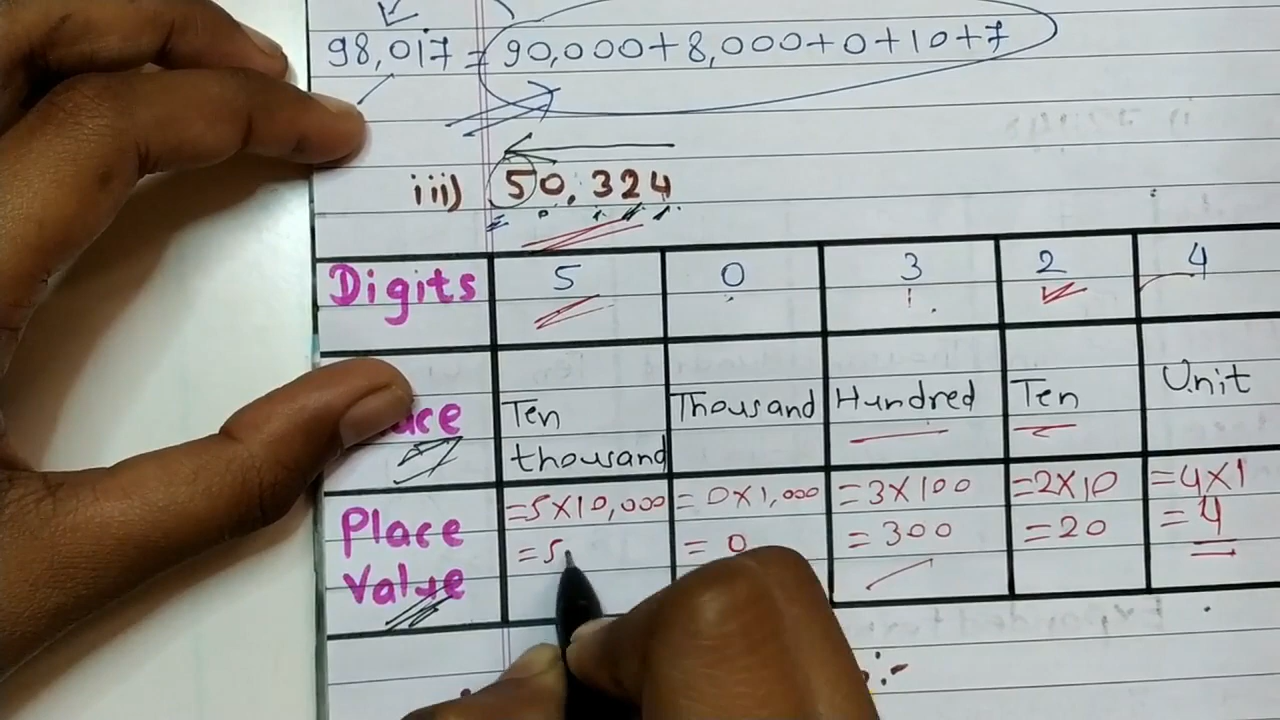 98,017 = 90,000+8,000+0+10+7
iii) 50,324
Digits 5 0 3 2 4
Ten thousand Thousand Hundred Ten Unit
Place Value =5×10,000 =0×1,000 =3×100 =2×10 =4×1
=5 = 0 =300 =20 =4